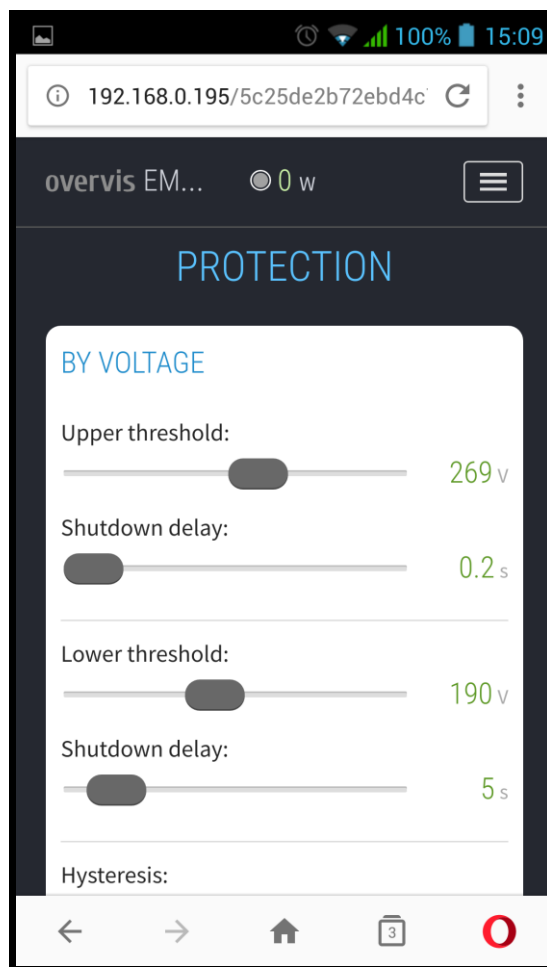 100% 15:09
192.168.0.195/5c25de2b72ebd4c
overvis EM... 0 w
PROTECTION
BY VOLTAGE
Upper threshold:
269 V
Shutdown delay:
0.2 s
Lower threshold:
190 V
Shutdown delay:
5 s
Hysteresis:
3